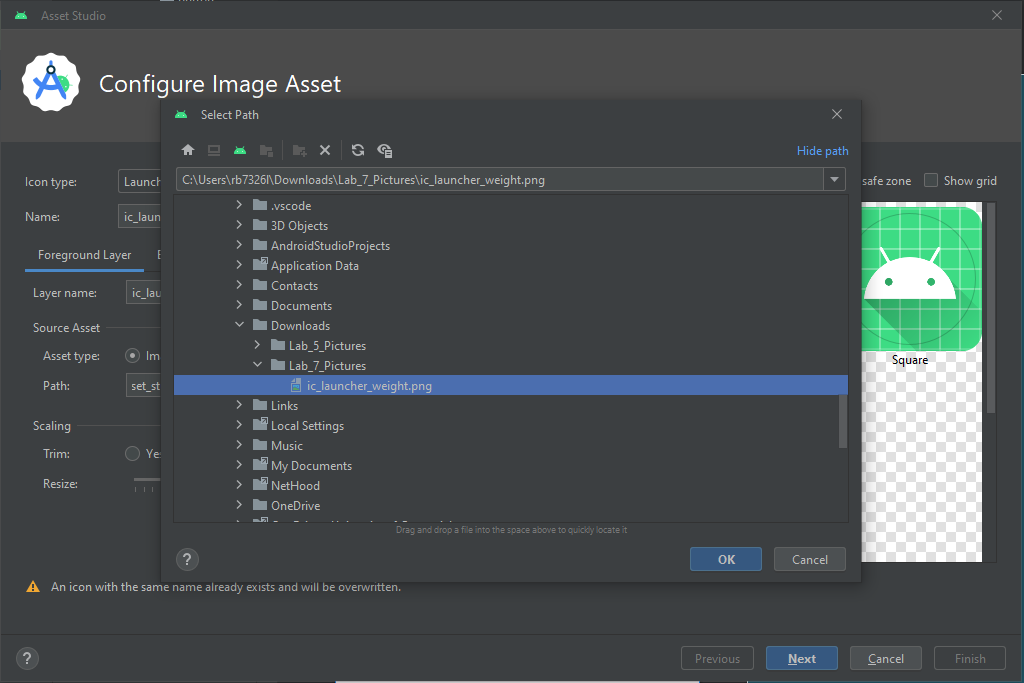 Asset Studio
Configure Image Asset
Select Path
Hide path
C:\Users\rb7326l\Downloads\Lab_7_Pictures\ic_launcher_weight.png
Icon type:
Launch
safe zone
Show grid
Name:
ic_laun
Foreground Layer
Layer name:
ic_lau
Source Asset
Asset type:
Im
Path:
set_st
Scaling
Trim:
Yes
Resize:
.vscode
3D Objects
AndroidStudioProjects
Application Data
Contacts
Documents
Downloads
Lab_5_Pictures
Lab_7_Pictures
ic_launcher_weight.png
Links
Local Settings
Music
My Documents
NetHood
OneDrive
Drag and drop a file into the space above to quickly locate it
?
OK
Cancel
Square
An icon with the same name already exists and will be overwritten.
?
Previous
Next
Cancel
Finish